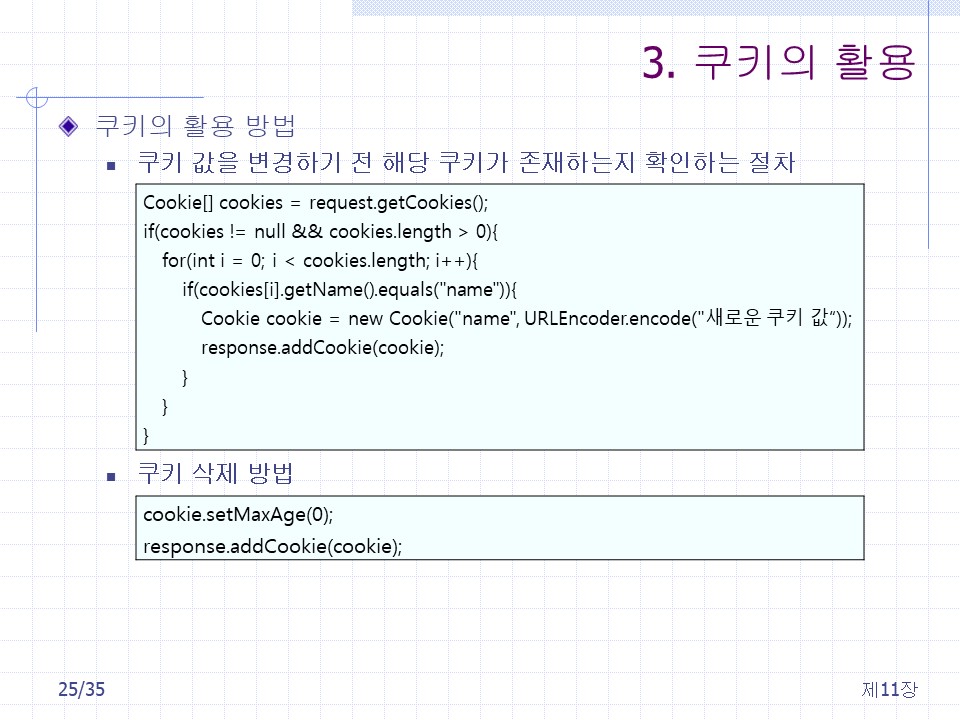 3. 쿠키의 활용
쿠키의 활용 방법
쿠키 값을 변경하기 전 해당 쿠키가 존재하는지 확인하는 절차
Cookie[] cookies = request.getCookies();
if(cookies != null && cookies.length > 0){
for(int i = 0; i < cookies.length; i++){
if(cookies[i].getName().equals("name")){
Cookie cookie = new Cookie("name", URLEncoder.encode("새로운 쿠키 값“));
response.addCookie(cookie);
}
}
}
쿠키 삭제 방법
cookie.setMaxAge(0);
response.addCookie(cookie);
25/35
제11장